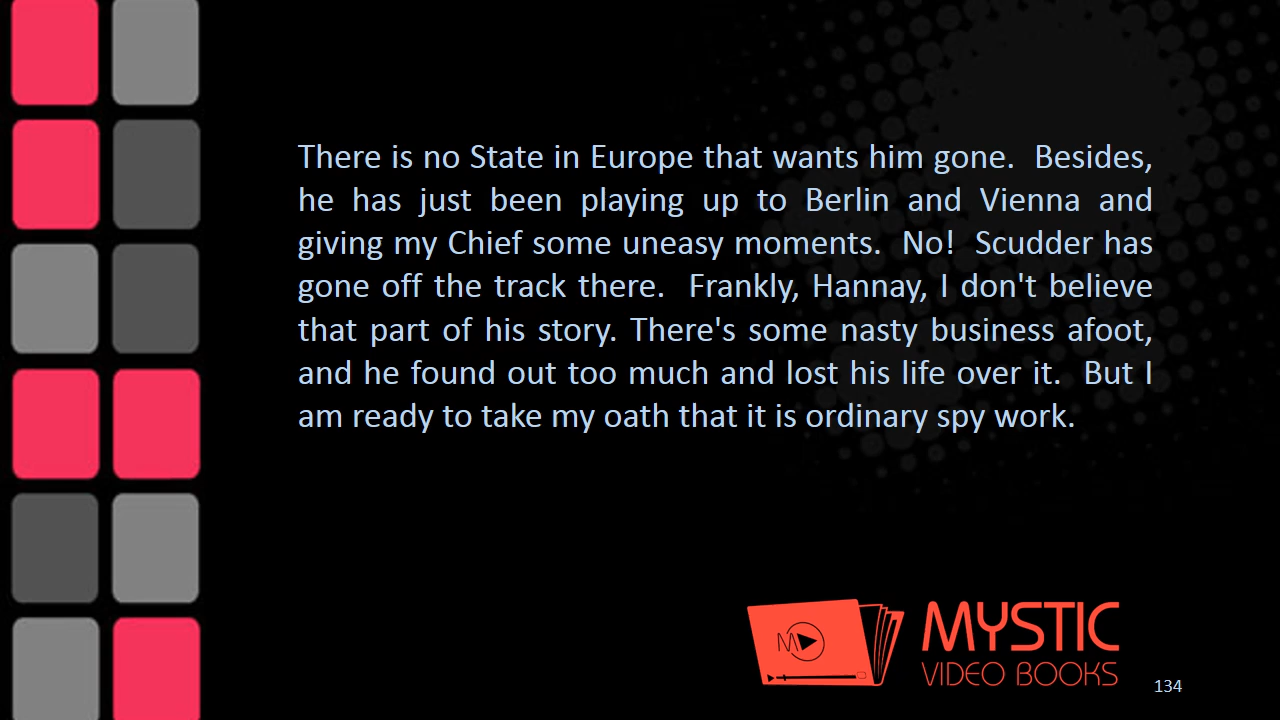 There is no State in Europe that wants him gone.  Besides,
he has just been playing up to Berlin and Vienna and
giving my Chief some uneasy moments.  No!  Scudder has
gone off the track there.  Frankly, Hannay, I don't believe
that part of his story. There's some nasty business afoot,
and he found out too much and lost his life over it.  But I
am ready to take my oath that it is ordinary spy work.
M
MYSTIC
VIDEO BOOKS
134